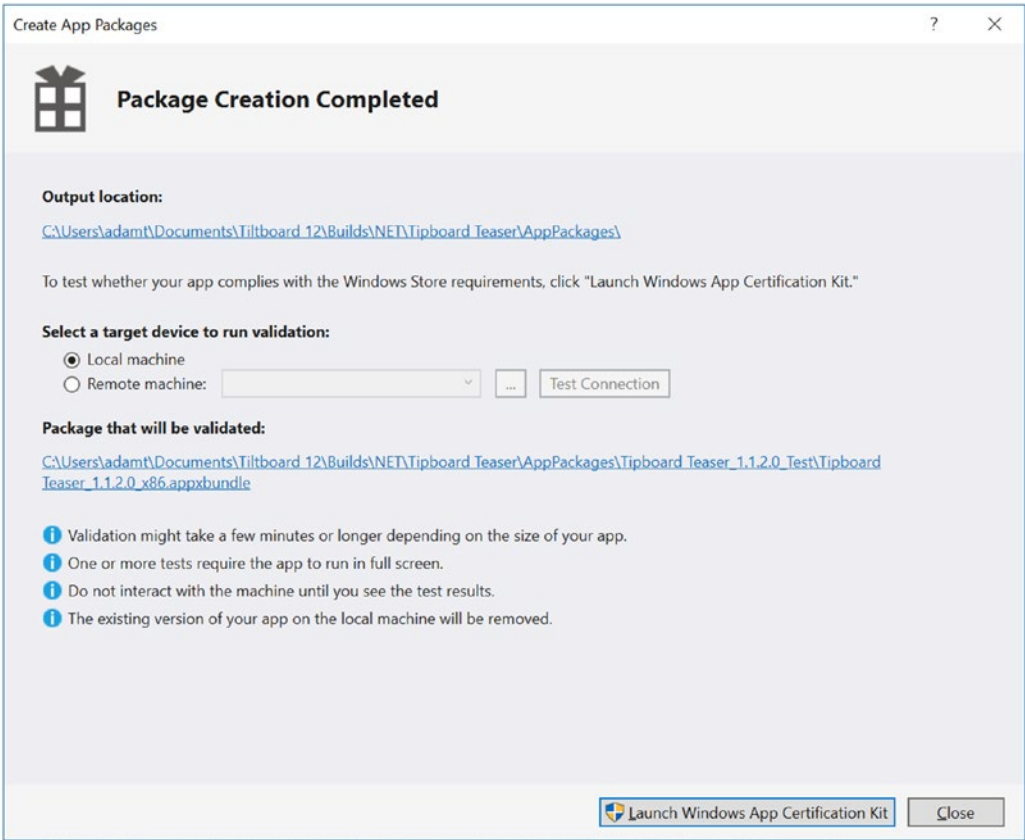 Create App Packages
?
Package Creation Completed
Output location:
C:\Users\adamt\Documents\Tiltboard 12\Builds\NET\Tipboard Teaser\AppPackages\
To test whether your app complies with the Windows Store requirements, click "Launch Windows App Certification Kit."
Select a target device to run validation:
Local machine
Remote machine:
...
Test Connection
Package that will be validated:
C:\Users\adamt\Documents\Tiltboard 12\Builds\NET\Tipboard Teaser\AppPackages\Tipboard Teaser_1.1.2.0_Test\Tipboard
Teaser_1.1.2.0_x86.appxbundle
Validation might take a few minutes or longer depending on the size of your app.
One or more tests require the app to run in full screen.
Do not interact with the machine until you see the test results.
The existing version of your app on the local machine will be removed.
Launch Windows App Certification Kit
Close